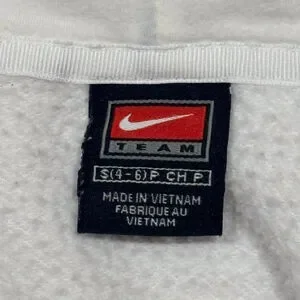 TEAM
S(4-6)P CH P
MADE IN VIETNAM
FABRIQUE AU
VIETNAM